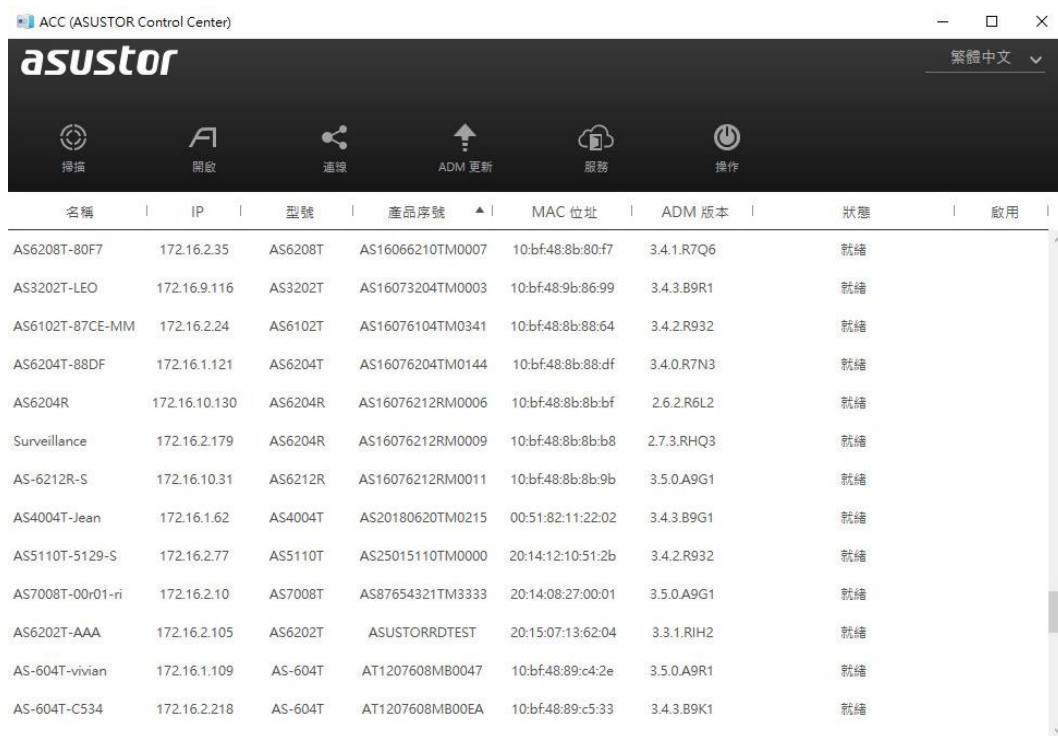 ACC (ASUSTOR Control Center)
asustor
繁體中文
掃描 開啟 連線 ADM 更新 服務 操作
名稱 IP 型號 產品序號 MAC 位址 ADM 版本 狀態 啟用
AS6208T-80F7 172.16.2.35 AS6208T AS16066210TM0007 10:bf:48:8b:80:f7 3.4.1.R7Q6 就緒
AS3202T-LEO 172.16.9.116 AS3202T AS16073204TM0003 10:bf:48:9b:86:99 3.4.3.B9R1 就緒
AS6102T-87CE-MM 172.16.2.24 AS6102T AS16076104TM0341 10:bf:48:8b:88:64 3.4.2.R932 就緒
AS6204T-88DF 172.16.1.121 AS6204T AS16076204TM0144 10:bf:48:8b:88:df 3.4.0.R7N3 就緒
AS6204R 172.16.10.130 AS6204R AS16076212RM0006 10:bf:48:8b:8b:bf 2.6.2.R6L2 就緒
Surveillance 172.16.2.179 AS6204R AS16076212RM0009 10:bf:48:8b:8b:b8 2.7.3.RHQ3 就緒
AS-6212R-S 172.16.10.31 AS6212R AS16076212RM0011 10:bf:48:8b:8b:9b 3.5.0.A9G1 就緒
AS4004T-Jean 172.16.1.62 AS4004T AS20180620TM0215 00:51:82:11:22:02 3.4.3.B9G1 就緒
AS5110T-5129-S 172.16.2.77 AS5110T AS25015110TM0000 20:14:12:10:51:2b 3.4.2.R932 就緒
AS7008T-00r01-ri 172.16.2.10 AS7008T AS87654321TM3333 20:14:08:27:00:01 3.5.0.A9G1 就緒
AS6202T-AAA 172.16.2.105 AS6202T ASUSTORRDTEST 20:15:07:13:62:04 3.3.1.RIH2 就緒
AS-604T-vivian 172.16.1.109 AS-604T AT1207608MB0047 10:bf:48:89:c4:2e 3.5.0.A9R1 就緒
AS-604T-C534 172.16.2.218 AS-604T AT1207608MB00EA 10:bf:48:89:c5:33 3.4.3.B9K1 就緒